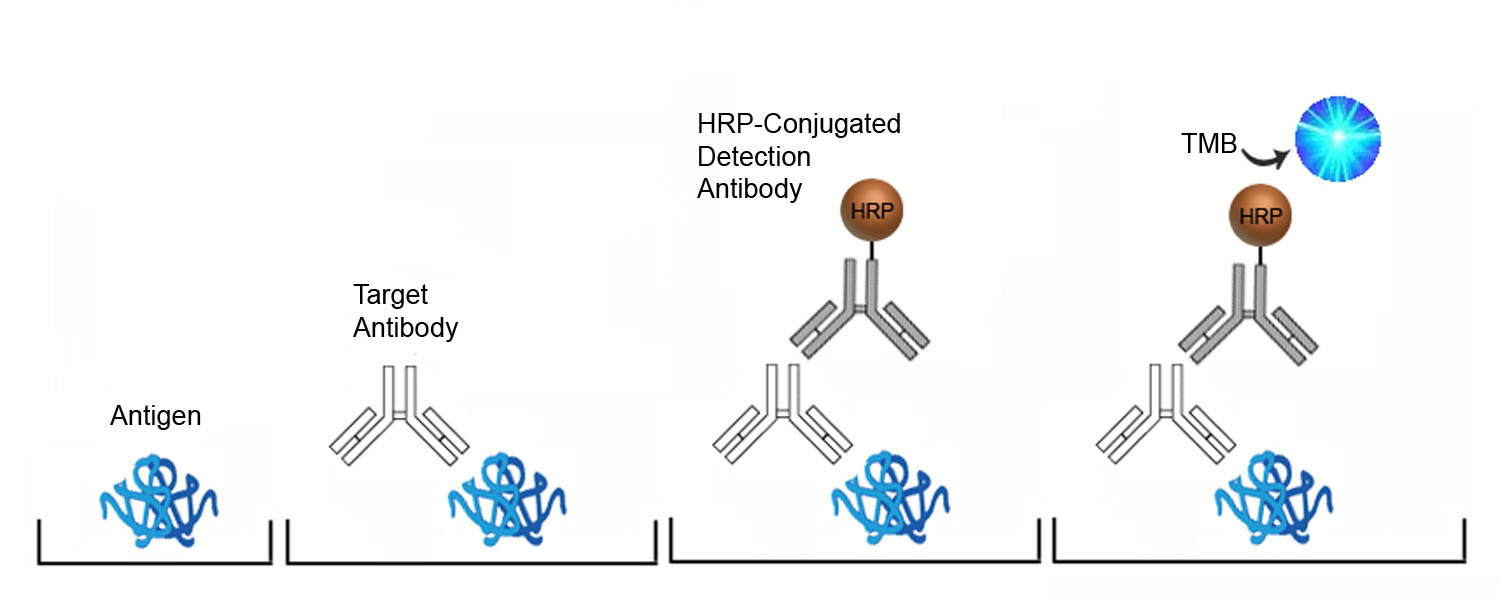 Antigen
Target
Antibody
HRP-Conjugated
Detection
Antibody
HRP
TMB
HRP